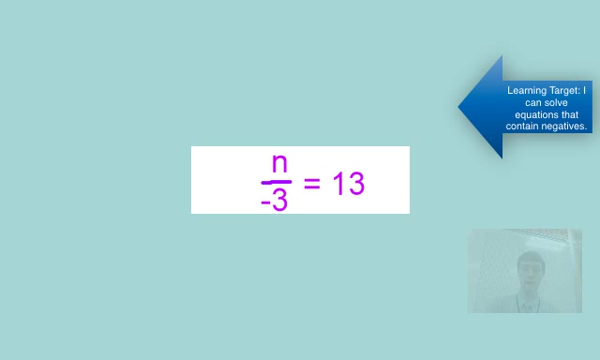 Learning Target: I
can solve
equations that
contain negatives.
n
-3
= 13